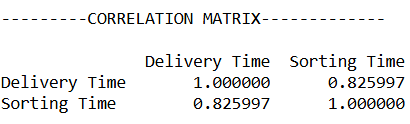 ---------CORRELATION MATRIX-------------
Delivery Time  Sorting Time
Delivery Time       1.000000      0.825997
Sorting Time        0.825997      1.000000